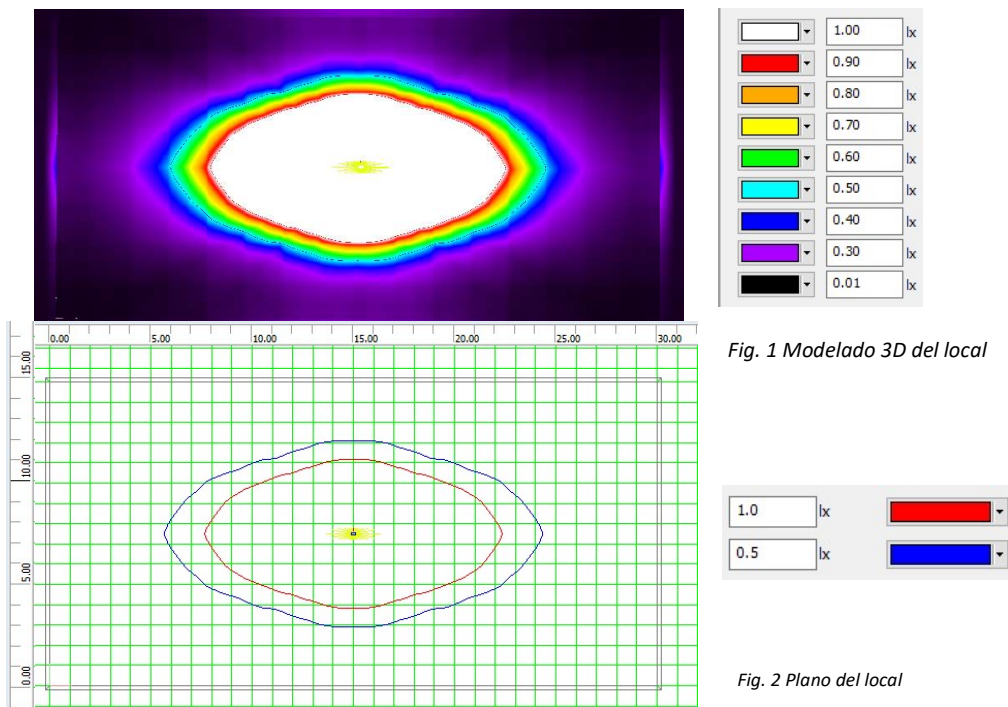 1.00 lx
0.90 lx
0.80 lx
0.70 lx
0.60 lx
0.50 lx
0.40 lx
0.30 lx
0.01 lx
Fig. 1 Modelado 3D del local
0.00 5.00 10.00 15.00 20.00 25.00 30.00
15.00
10.00
5.00
0.00
1.0 lx
0.5 lx
Fig. 2 Plano del local